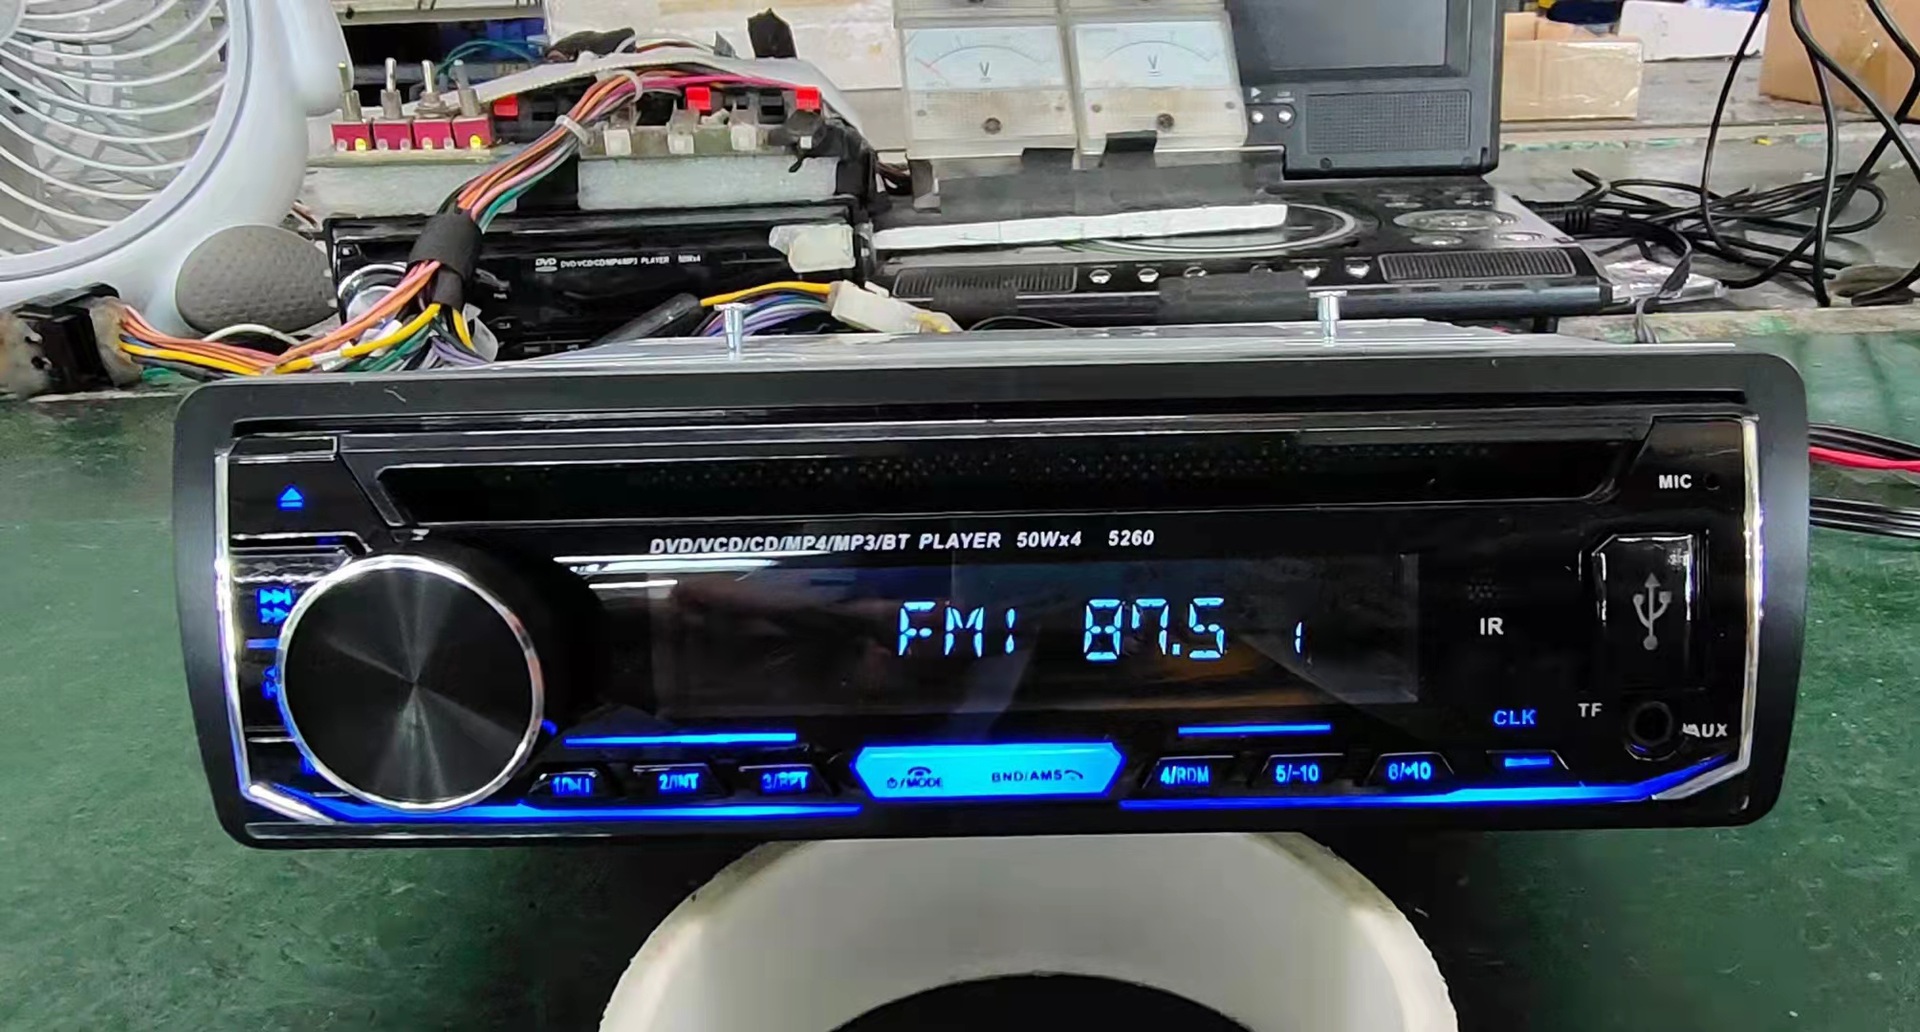 V
V
DVD DVD/VCD/CD/MP4/MP3 PLAYER 50Wx4
MIC
DVD/VCD/CD/MP4/MP3/BT PLAYER 50Wx4 5260
FM1 87.5 1
IR
CLK
TF
AUX
2/INT
3/RPT
/MODE
BND/AMS
4/RDM
5/-10
6/+10